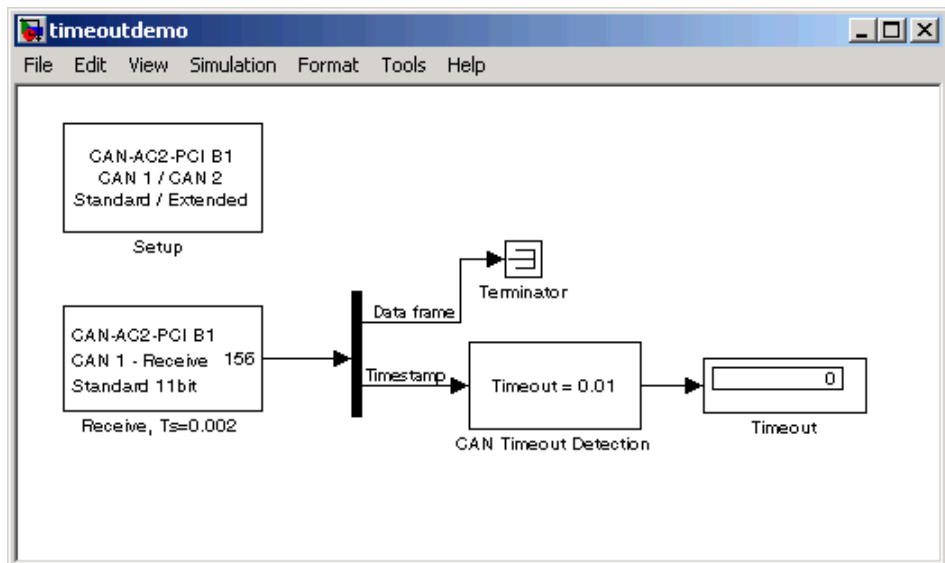 timeoutdemo
File Edit View Simulation Format Tools Help
CAN-AC2-PCI B1
CAN 1 / CAN 2
Standard / Extended
Setup
Terminator
Data frame
CAN-AC2-PCI B1
CAN 1 - Receive 156
Standard 11bit
Receive, Ts=0.002
Timestamp
Timeout = 0.01
CAN Timeout Detection
0
Timeout